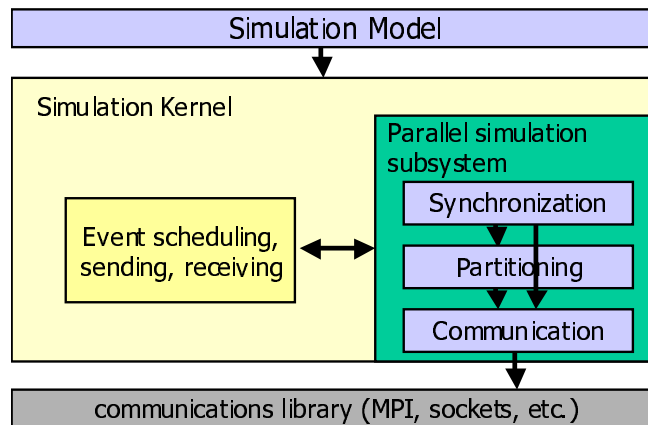 Simulation Model
Simulation Kernel
Parallel simulation
subsystem
Synchronization
Event scheduling,
sending, receiving
Partitioning
Communication
communications library (MPI, sockets, etc.)